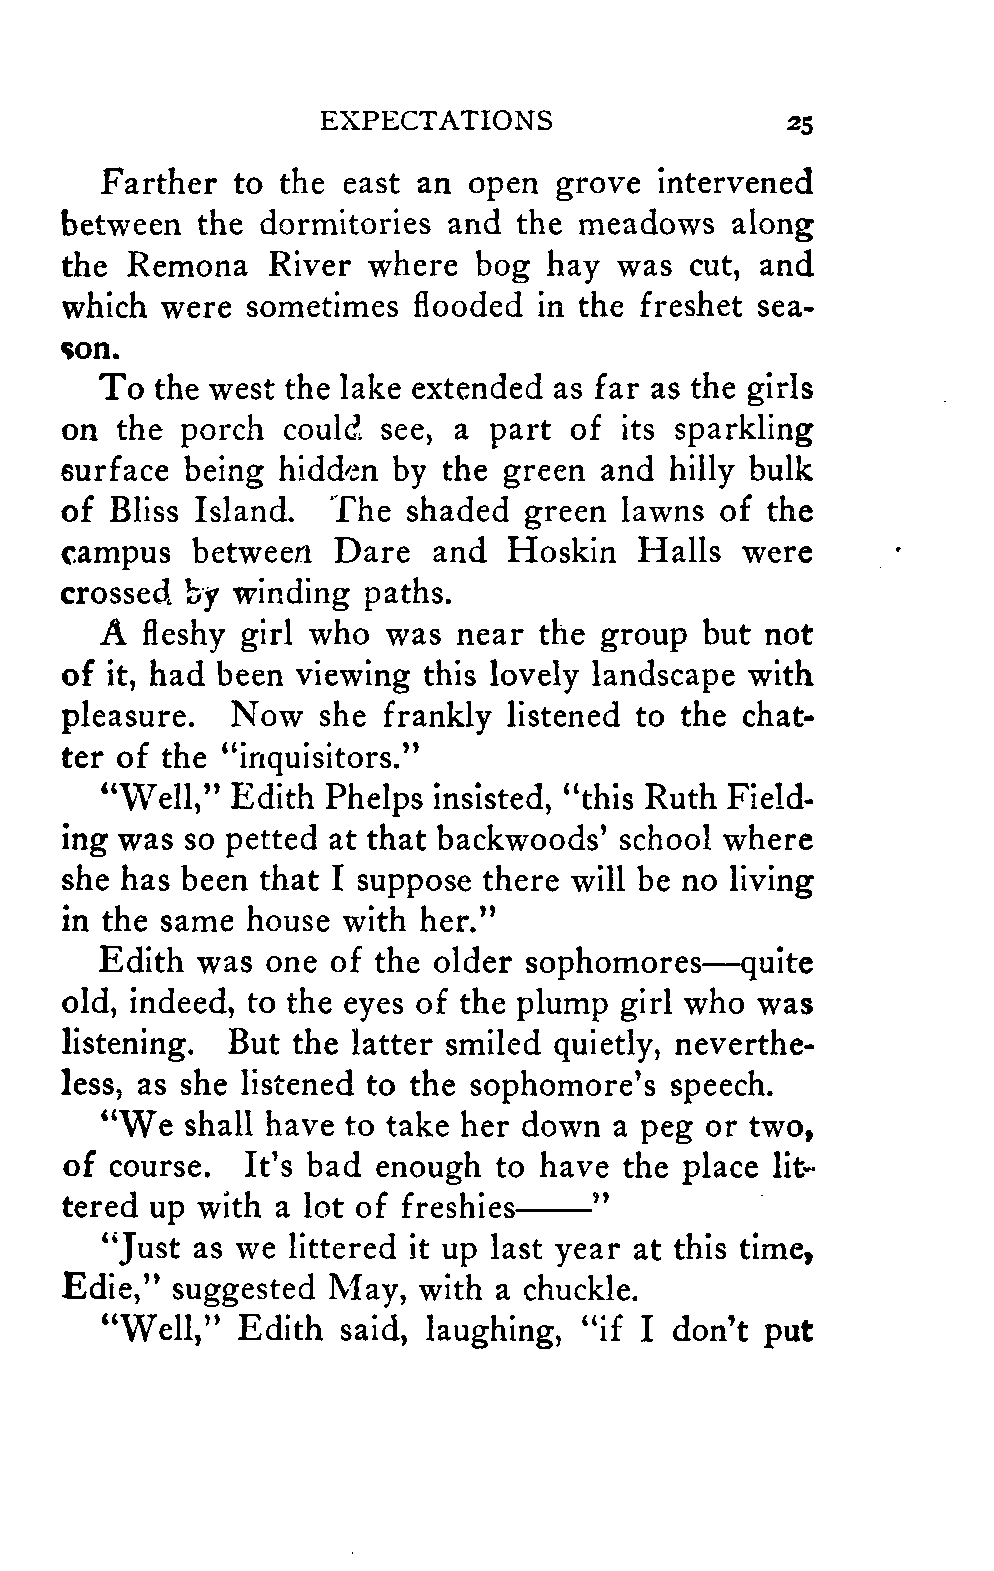 EXPECTATIONS 25
Farther to the east an open grove intervened
between the dormitories and the meadows along
the Remona River where bog hay was cut, and
which were sometimes flooded in the freshet sea-
son.
To the west the lake extended as far as the girls
on the porch could see, a part of its sparkling
surface being hidden by the green and hilly bulk
of Bliss Island. The shaded green lawns of the
campus between Dare and Hoskin Halls were
crossed by winding paths.
A fleshy girl who was near the group but not
of it, had been viewing this lovely landscape with
pleasure. Now she frankly listened to the chat-
ter of the "inquisitors."
"Well," Edith Phelps insisted, "this Ruth Field-
ing was so petted at that backwoods' school where
she has been that I suppose there will be no living
in the same house with her."
Edith was one of the older sophomores—quite
old, indeed, to the eyes of the plump girl who was
listening. But the latter smiled quietly, neverthe-
less, as she listened to the sophomore's speech.
"We shall have to take her down a peg or two,
of course. It's bad enough to have the place lit-
tered up with a lot of freshies——"
"Just as we littered it up last year at this time,
Edie," suggested May, with a chuckle.
"Well," Edith said, laughing, "if I don't put